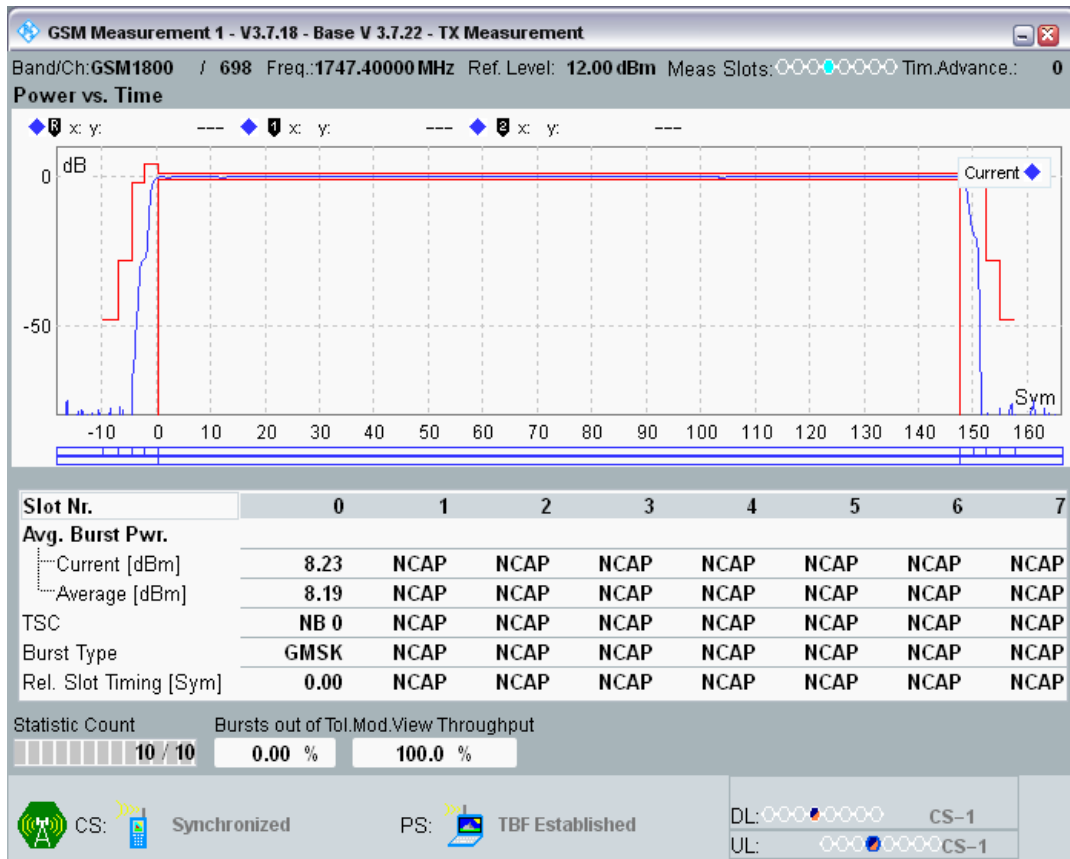 GSM Measurement 1 - V3.7.18 - Base V 3.7.22 - TX Measurement
Band/Ch:GSM1800 / 698 Freq.:1747.40000 MHz Ref. Level: 12.00 dBm Meas Slots: Tim.Advance.: 0
Power vs. Time
R x: y: --- 1 x: y: --- 2 x: y: ---
dB
Current
0
-50
Sym
-10 0 10 20 30 40 50 60 70 80 90 100 110 120 130 140 150 160
Slot Nr. 0 1 2 3 4 5 6 7
Avg. Burst Pwr.
Current [dBm] 8.23 NCAP NCAP NCAP NCAP NCAP NCAP NCAP
Average [dBm] 8.19 NCAP NCAP NCAP NCAP NCAP NCAP NCAP
TSC NB 0 NCAP NCAP NCAP NCAP NCAP NCAP NCAP
Burst Type GMSK NCAP NCAP NCAP NCAP NCAP NCAP NCAP
Rel. Slot Timing [Sym] 0.00 NCAP NCAP NCAP NCAP NCAP NCAP NCAP
Statistic Count Bursts out of Tol.Mod.View Throughput
10 / 10 0.00 % 100.0 %
CS: Synchronized PS: TBF Established
DL: CS-1
UL: CS-1